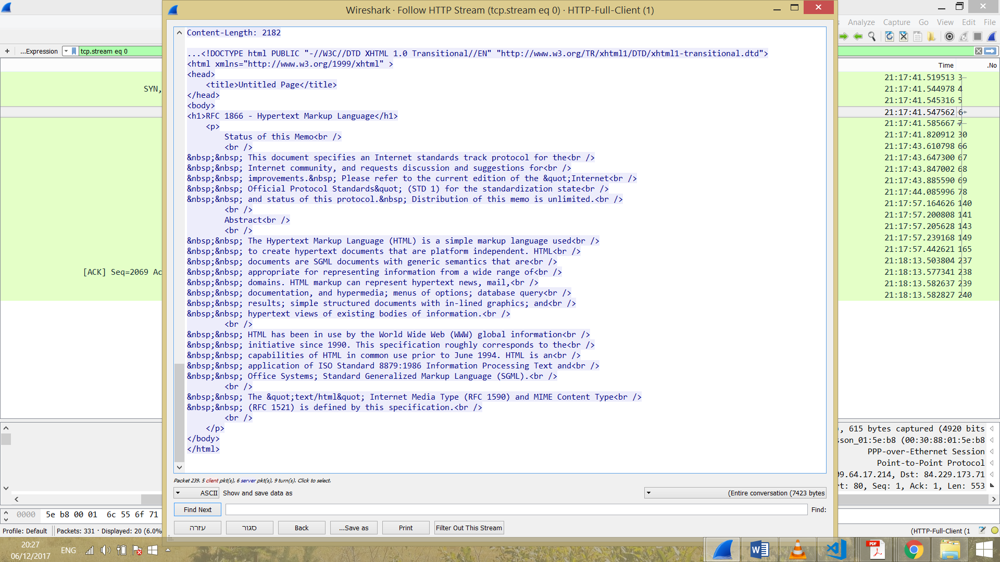 Wireshark · Follow HTTP Stream (tcp.stream eq 0) · HTTP-Full-Client (1)
Content-Length: 2182
...<!DOCTYPE html PUBLIC "-//W3C//DTD XHTML 1.0 Transitional//EN" "http://www.w3.org/TR/xhtml1/DTD/xhtml1-transitional.dtd">
<html xmlns="http://www.w3.org/1999/xhtml" >
<head>
<title>Untitled Page</title>
</head>
<body>
<h1>RFC 1866 - Hypertext Markup Language</h1>
<p>
Status of this Memo<br />
<br />
&nbsp;&nbsp; This document specifies an Internet standards track protocol for the<br />
&nbsp;&nbsp; Internet community, and requests discussion and suggestions for<br />
&nbsp;&nbsp; improvements.&nbsp; Please refer to the current edition of the &quot;Internet<br />
&nbsp;&nbsp; Official Protocol Standards&quot; (STD 1) for the standardization state<br />
&nbsp;&nbsp; and status of this protocol.&nbsp; Distribution of this memo is unlimited.<br />
<br />
Abstract<br />
<br />
&nbsp;&nbsp; The Hypertext Markup Language (HTML) is a simple markup language used<br />
&nbsp;&nbsp; to create hypertext documents that are platform independent. HTML<br />
&nbsp;&nbsp; documents are SGML documents with generic semantics that are<br />
&nbsp;&nbsp; appropriate for representing information from a wide range of<br />
&nbsp;&nbsp; domains. HTML markup can represent hypertext news, mail,<br />
&nbsp;&nbsp; documentation, and hypermedia; menus of options; database query<br />
&nbsp;&nbsp; results; simple structured documents with in-lined graphics; and<br />
&nbsp;&nbsp; hypertext views of existing bodies of information.<br />
<br />
&nbsp;&nbsp; HTML has been in use by the World Wide Web (WWW) global information<br />
&nbsp;&nbsp; initiative since 1990. This specification roughly corresponds to the<br />
&nbsp;&nbsp; capabilities of HTML in common use prior to June 1994. HTML is an<br />
&nbsp;&nbsp; application of ISO Standard 8879:1986 Information Processing Text and<br />
&nbsp;&nbsp; Office Systems; Standard Generalized Markup Language (SGML).<br />
<br />
&nbsp;&nbsp; The &quot;text/html&quot; Internet Media Type (RFC 1590) and MIME Content Type<br />
&nbsp;&nbsp; (RFC 1521) is defined by this specification.<br />
<br />
</p>
</body>
</html>
Packet 239. 5 client pkt(s), 6 server pkt(s), 9 turn(s). Click to select.
ASCII Show and save data as (Entire conversation (7423 bytes
Find Next Find:
עזרה סגור Back ...Save as Print Filter Out This Stream
+ ...Expression tcp.stream eq 0
SYN,
[ACK] Seq=2069 Ac
s Analyze Capture Go View Edit File
Time .No
21:17:41.519513 3
21:17:41.544978 4
21:17:41.545316 5
21:17:41.547562 6
21:17:41.585667 7
21:17:41.820912 30
21:17:43.610798 66
21:17:43.647300 67
21:17:43.847002 68
21:17:43.885590 69
21:17:44.085996 78
21:17:57.164626 140
21:17:57.200808 141
21:17:57.205628 143
21:17:57.239168 149
21:17:57.442621 165
21:18:13.503804 237
21:18:13.577341 238
21:18:13.582637 239
21:18:13.582827 240
), 615 bytes captured (4920 bits
sson_01:5e:b8 (00:30:88:01:5e:b8
PPP-over-Ethernet Session
Point-to-Point Protocol
09.64.17.214, Dst: 84.229.173.71
rt: 80, Seq: 1, Ack: 1, Len: 553
0000 5e b8 00 01 6c 55 6f 71
Profile: Default Packets: 331 · Displayed: 20 (6.0%)
(HTTP-Full-Client (1
20:27
06/12/2017
ENG
PDF